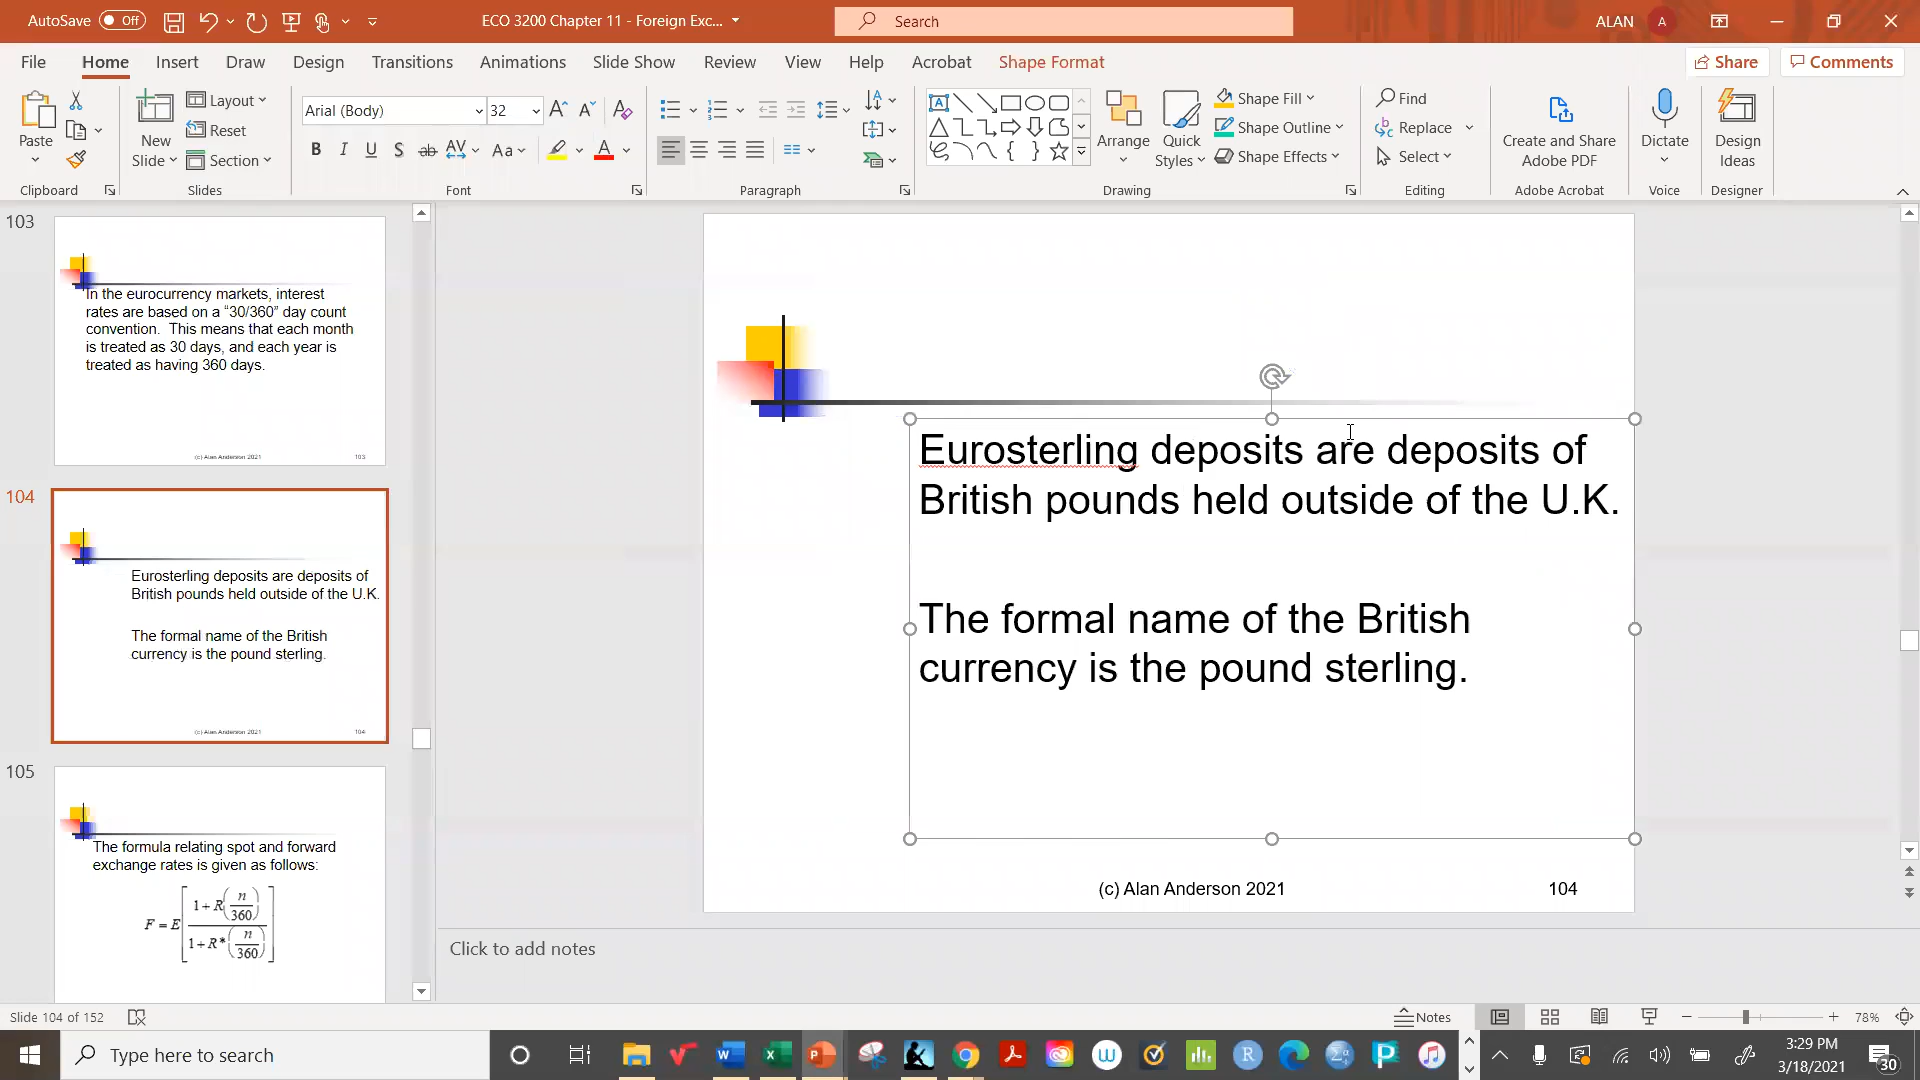 AutoSave Off
ECO 3200 Chapter 11 - Foreign Exc...
Search
ALAN A
File Home Insert Draw Design Transitions Animations Slide Show Review View Help Acrobat Shape Format
Share Comments
Paste
New
Slide
Layout
Reset
Section
Arial (Body) 32
B I U S ab AV Aa A
Arrange
Quick
Styles
Shape Fill
Shape Outline
Shape Effects
Find
Replace
Select
Create and Share
Adobe PDF
Dictate
Design
Ideas
Clipboard Slides Font Paragraph Drawing Editing Adobe Acrobat Voice Designer
103
In the eurocurrency markets, interest
rates are based on a “30/360” day count
convention. This means that each month
is treated as 30 days, and each year is
treated as having 360 days.
(c) Alan Anderson 2021 103
104
Eurosterling deposits are deposits of
British pounds held outside of the U.K.
The formal name of the British
currency is the pound sterling.
(c) Alan Anderson 2021 104
105
The formula relating spot and forward
exchange rates is given as follows:
F = E[(1 + R(n/360))/(1 + R*(n/360))]
Eurosterling deposits are deposits of
British pounds held outside of the U.K.
The formal name of the British
currency is the pound sterling.
(c) Alan Anderson 2021 104
Click to add notes
Slide 104 of 152
Notes
78%
Type here to search
3:29 PM
3/18/2021
30